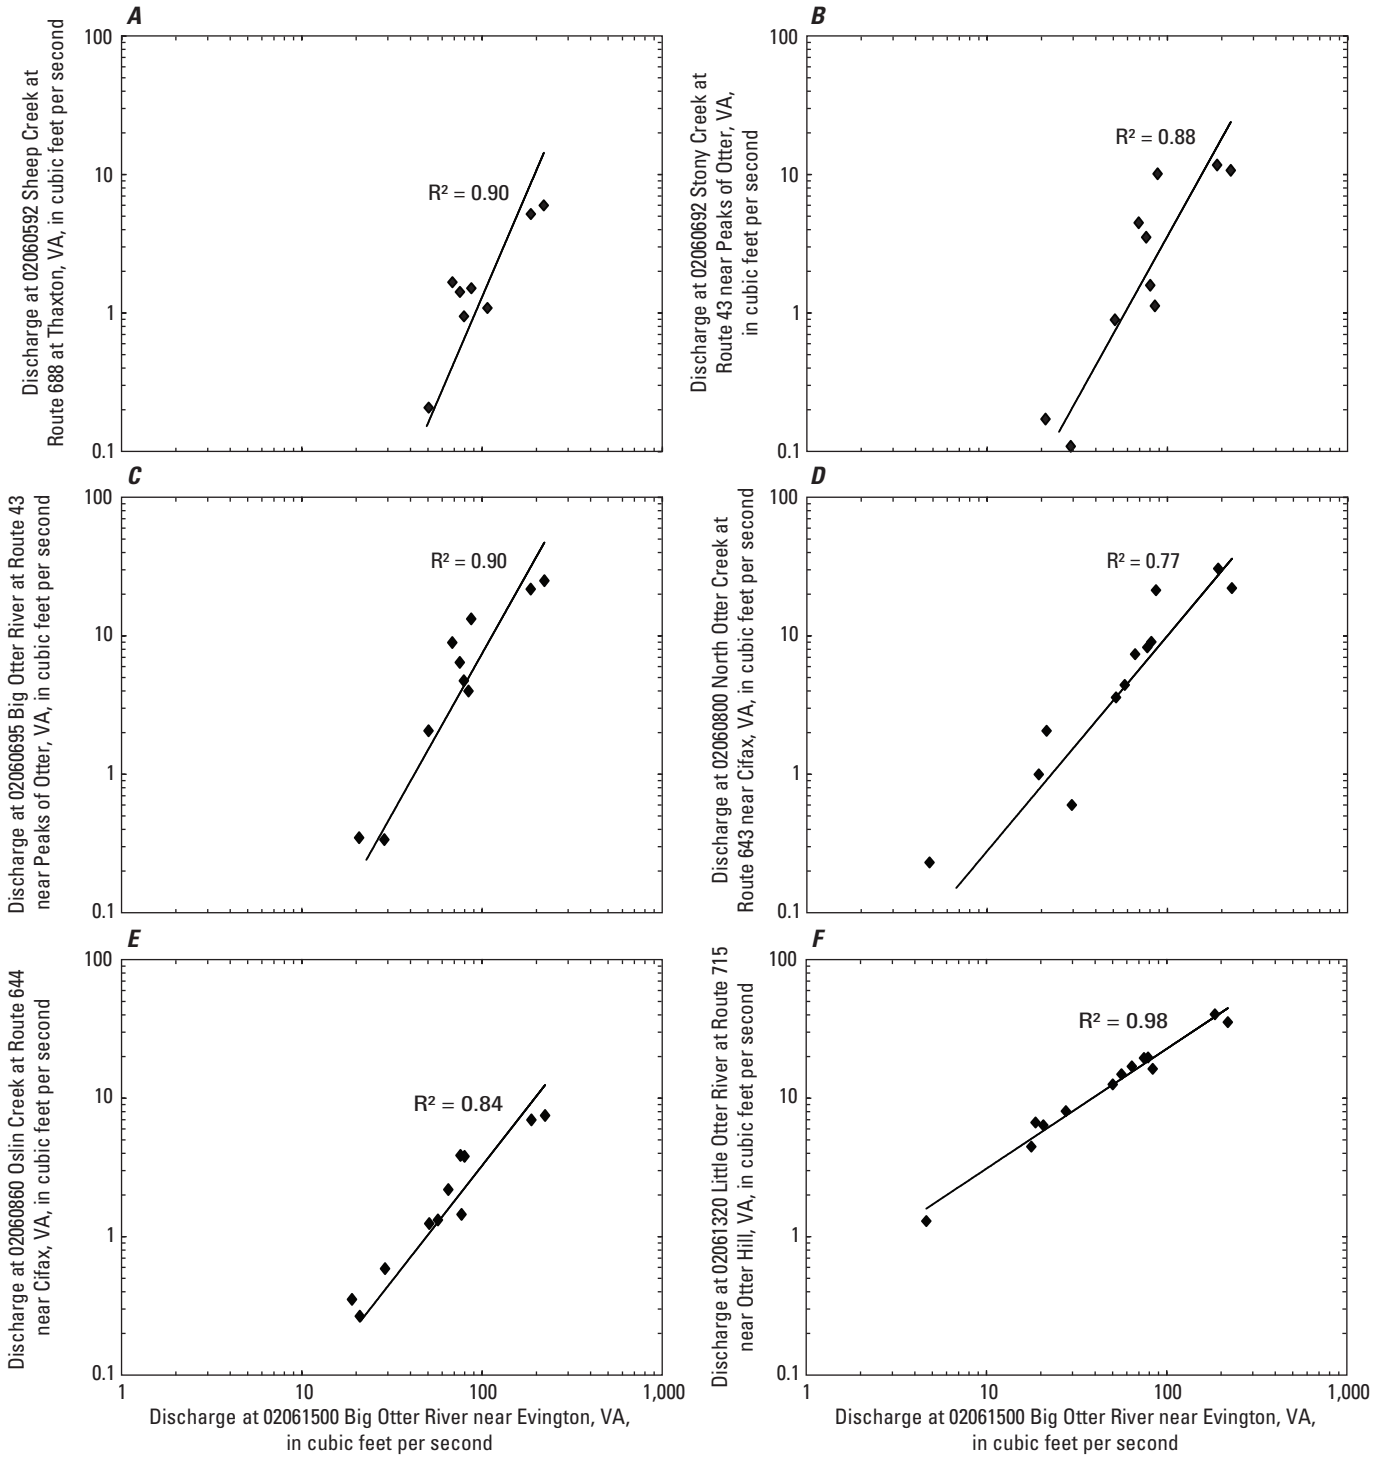 A
100
10
1
0.1
Discharge at 02060592 Sheep Creek at
Route 688 at Thaxton, VA, in cubic feet per second
R² = 0.90
B
100
10
1
0.1
Discharge at 02060692 Stony Creek at
Route 43 near Peaks of Otter, VA,
in cubic feet per second
R² = 0.88
C
100
10
1
0.1
Discharge at 02060695 Big Otter River at Route 43
near Peaks of Otter, VA, in cubic feet per second
R² = 0.90
D
100
10
1
0.1
Discharge at 02060800 North Otter Creek at
Route 643 near Cifax, VA, in cubic feet per second
R² = 0.77
E
100
10
1
0.1
Discharge at 02060860 Oslin Creek at Route 644
near Cifax, VA, in cubic feet per second
R² = 0.84
1 10 100 1,000
Discharge at 02061500 Big Otter River near Evington, VA,
in cubic feet per second
F
100
10
1
0.1
Discharge at 02061320 Little Otter River at Route 715
near Otter Hill, VA, in cubic feet per second
R² = 0.98
1 10 100 1,000
Discharge at 02061500 Big Otter River near Evington, VA,
in cubic feet per second